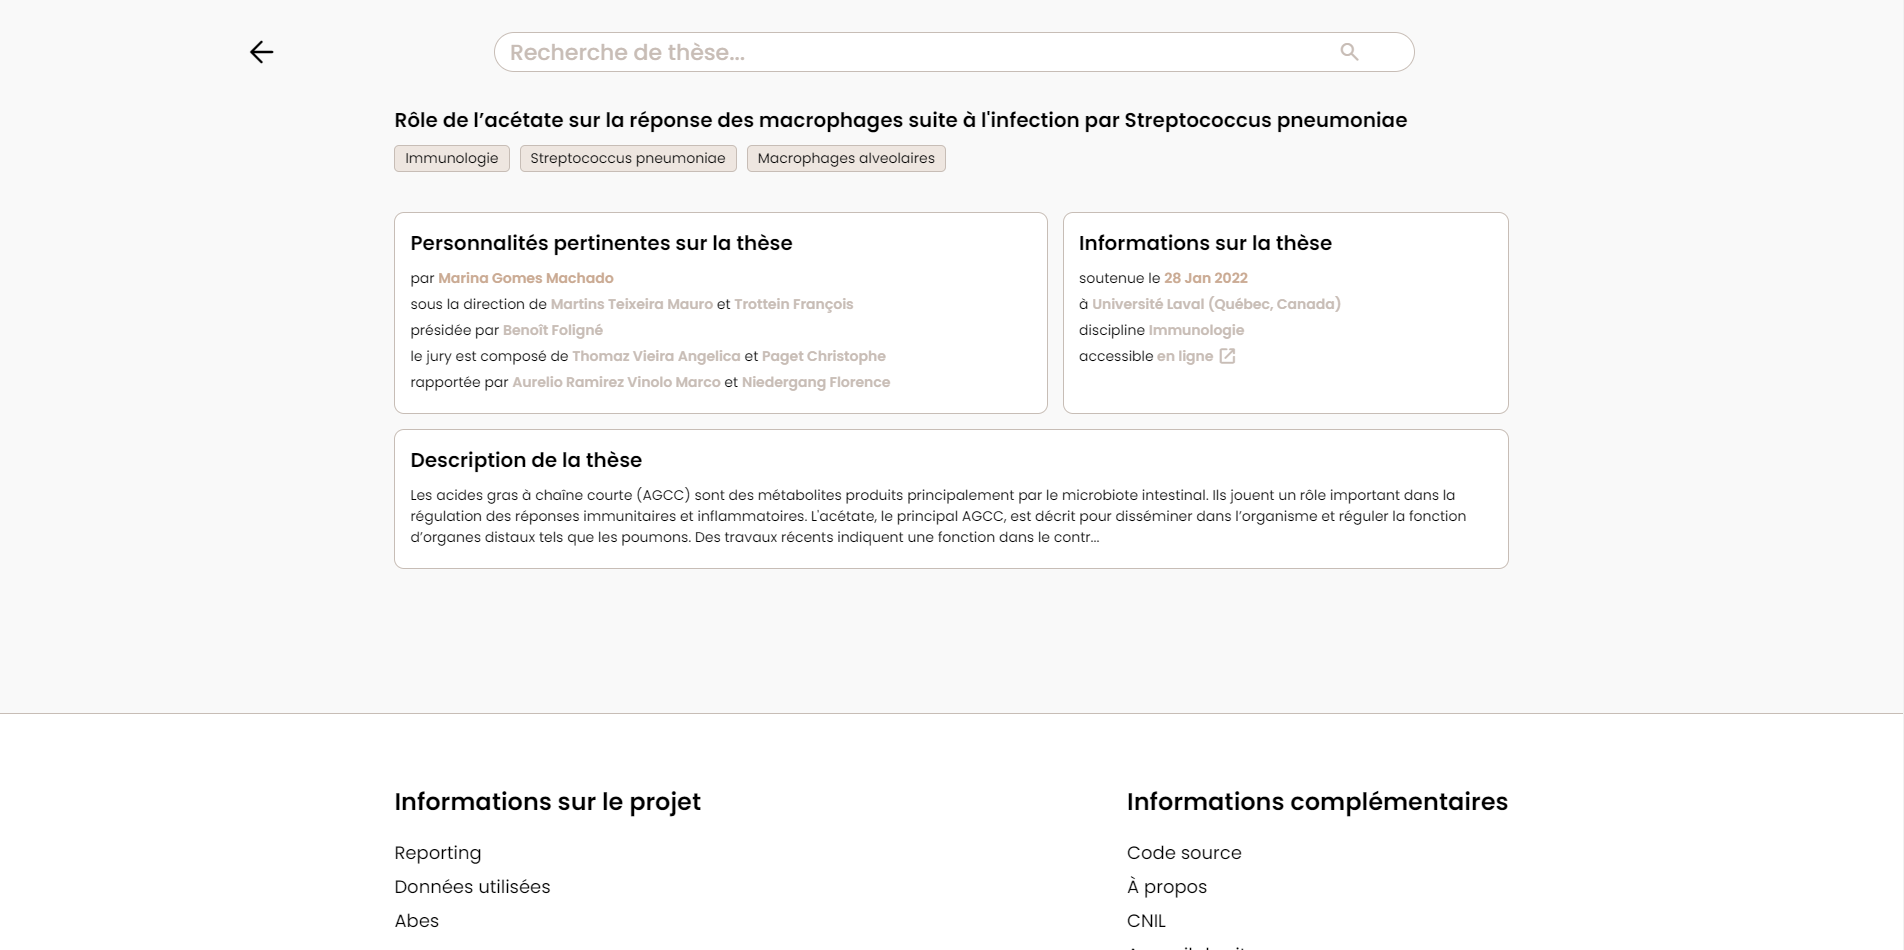 Recherche de thèse...
Rôle de l’acétate sur la réponse des macrophages suite à l'infection par Streptococcus pneumoniae
Immunologie
Streptococcus pneumoniae
Macrophages alveolaires
Personnalités pertinentes sur la thèse
par Marina Gomes Machado
sous la direction de Martins Teixeira Mauro et Trottein François
présidée par Benoît Foligné
le jury est composé de Thomaz Vieira Angelica et Paget Christophe
rapportée par Aurelio Ramirez Vinolo Marco et Niedergang Florence
Informations sur la thèse
soutenue le 28 Jan 2022
à Université Laval (Québec, Canada)
discipline Immunologie
accessible en ligne
Description de la thèse
Les acides gras à chaîne courte (AGCC) sont des métabolites produits principalement par le microbiote intestinal. Ils jouent un rôle important dans la
régulation des réponses immunitaires et inflammatoires. L'acétate, le principal AGCC, est décrit pour disséminer dans l’organisme et réguler la fonction
d’organes distaux tels que les poumons. Des travaux récents indiquent une fonction dans le contr...
Informations sur le projet
Reporting
Données utilisées
Abes
Informations complémentaires
Code source
À propos
CNIL